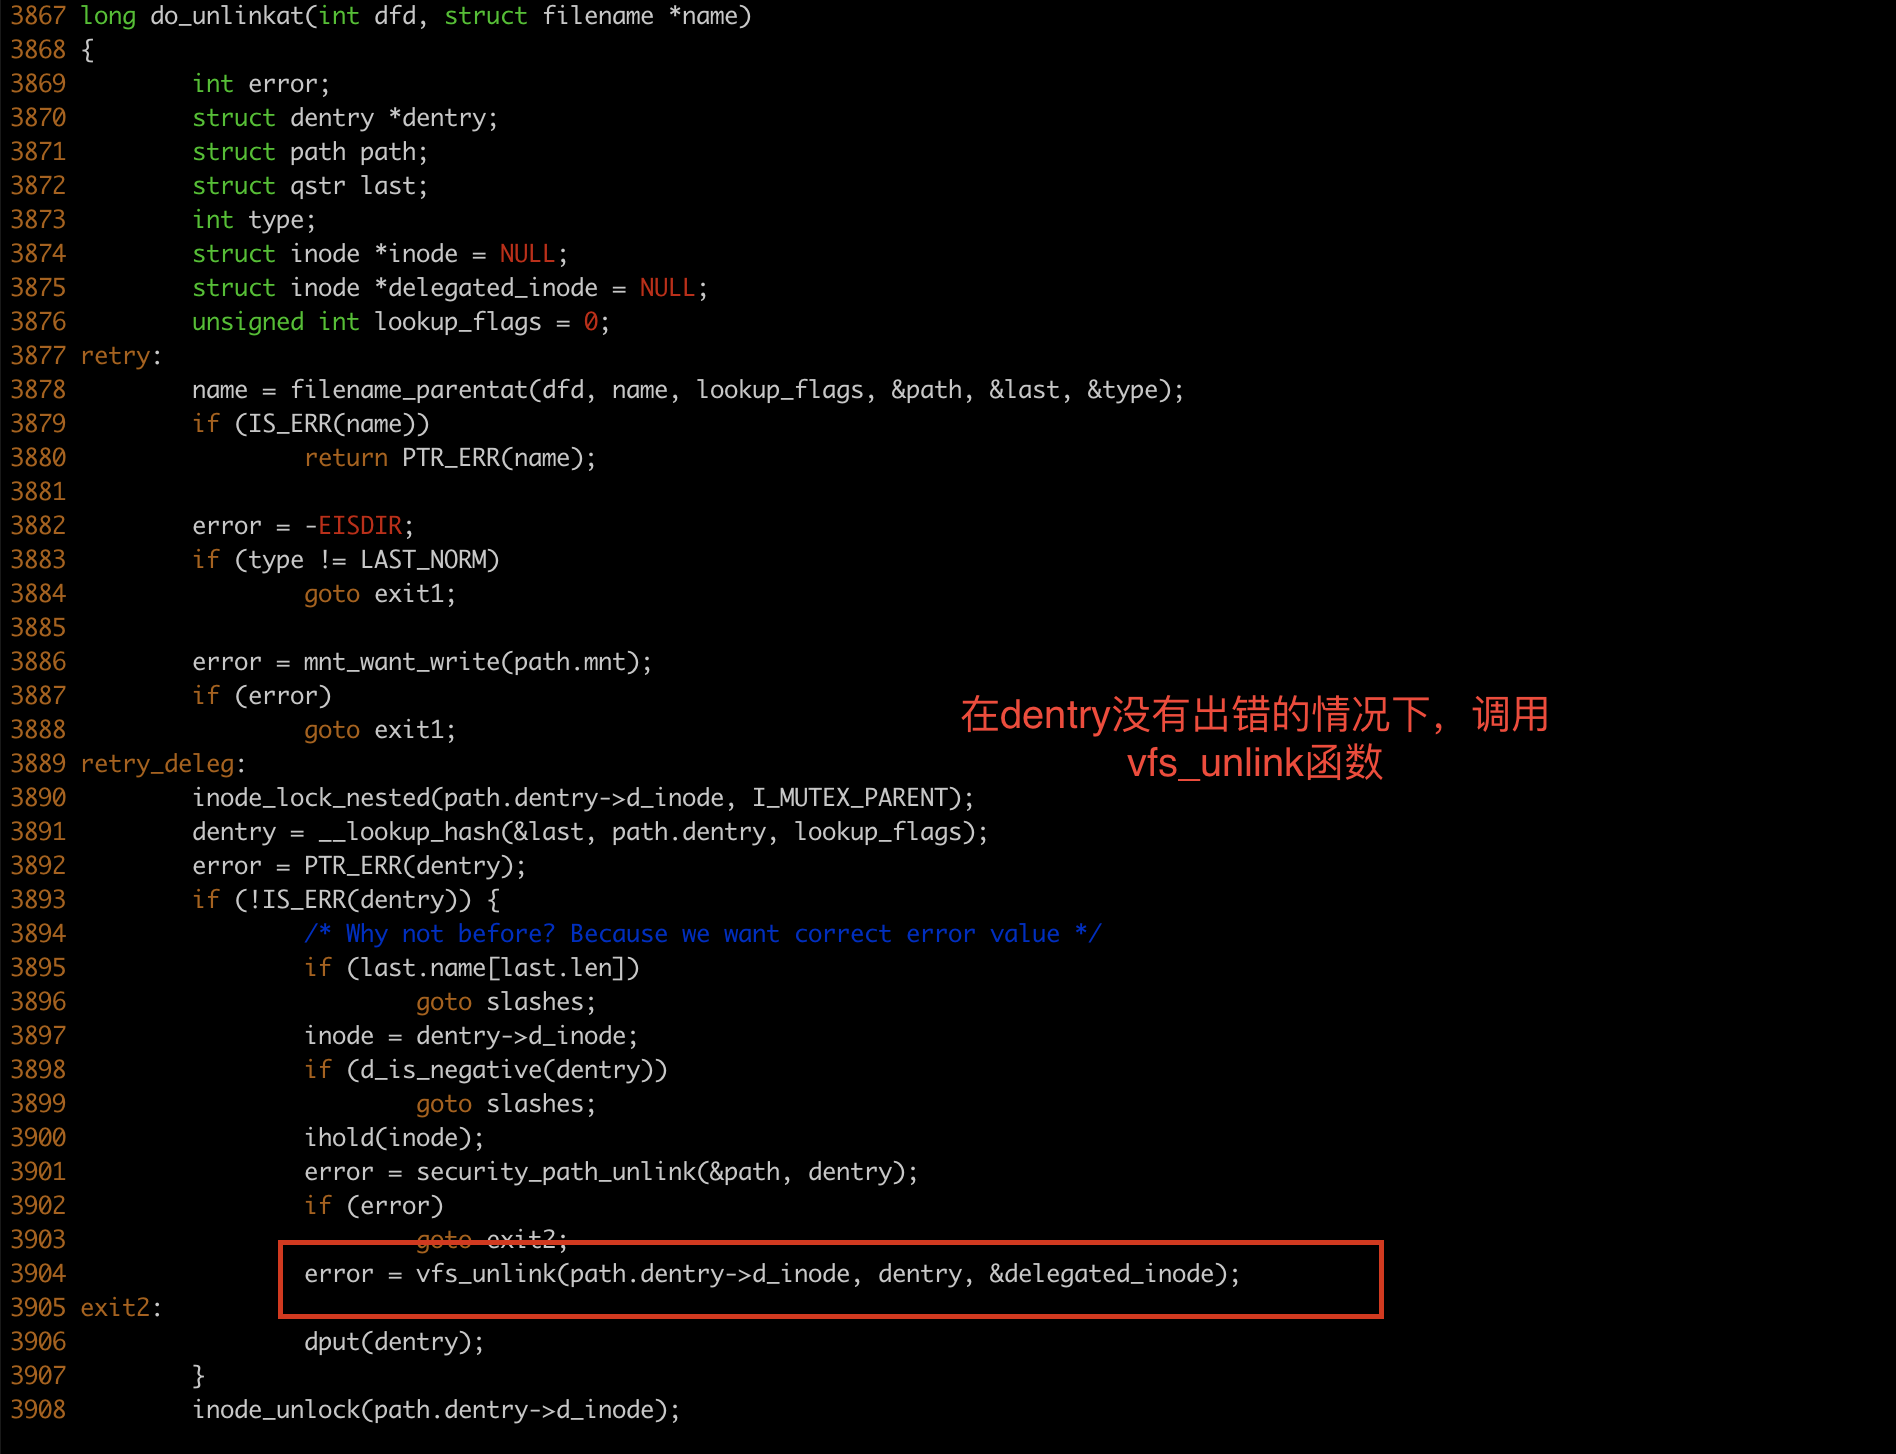 3867 long do_unlinkat(int dfd, struct filename *name)
3868 {
3869         int error;
3870         struct dentry *dentry;
3871         struct path path;
3872         struct qstr last;
3873         int type;
3874         struct inode *inode = NULL;
3875         struct inode *delegated_inode = NULL;
3876         unsigned int lookup_flags = 0;
3877 retry:
3878         name = filename_parentat(dfd, name, lookup_flags, &path, &last, &type);
3879         if (IS_ERR(name))
3880                 return PTR_ERR(name);
3881
3882         error = -EISDIR;
3883         if (type != LAST_NORM)
3884                 goto exit1;
3885
3886         error = mnt_want_write(path.mnt);
3887         if (error)
3888                 goto exit1;
在dentry没有出错的情况下，调用
vfs_unlink函数
3889 retry_deleg:
3890         inode_lock_nested(path.dentry->d_inode, I_MUTEX_PARENT);
3891         dentry = __lookup_hash(&last, path.dentry, lookup_flags);
3892         error = PTR_ERR(dentry);
3893         if (!IS_ERR(dentry)) {
3894                 /* Why not before? Because we want correct error value */
3895                 if (last.name[last.len])
3896                         goto slashes;
3897                 inode = dentry->d_inode;
3898                 if (d_is_negative(dentry))
3899                         goto slashes;
3900                 ihold(inode);
3901                 error = security_path_unlink(&path, dentry);
3902                 if (error)
3903                         goto exit2;
3904                 error = vfs_unlink(path.dentry->d_inode, dentry, &delegated_inode);
3905 exit2:
3906                 dput(dentry);
3907         }
3908         inode_unlock(path.dentry->d_inode);